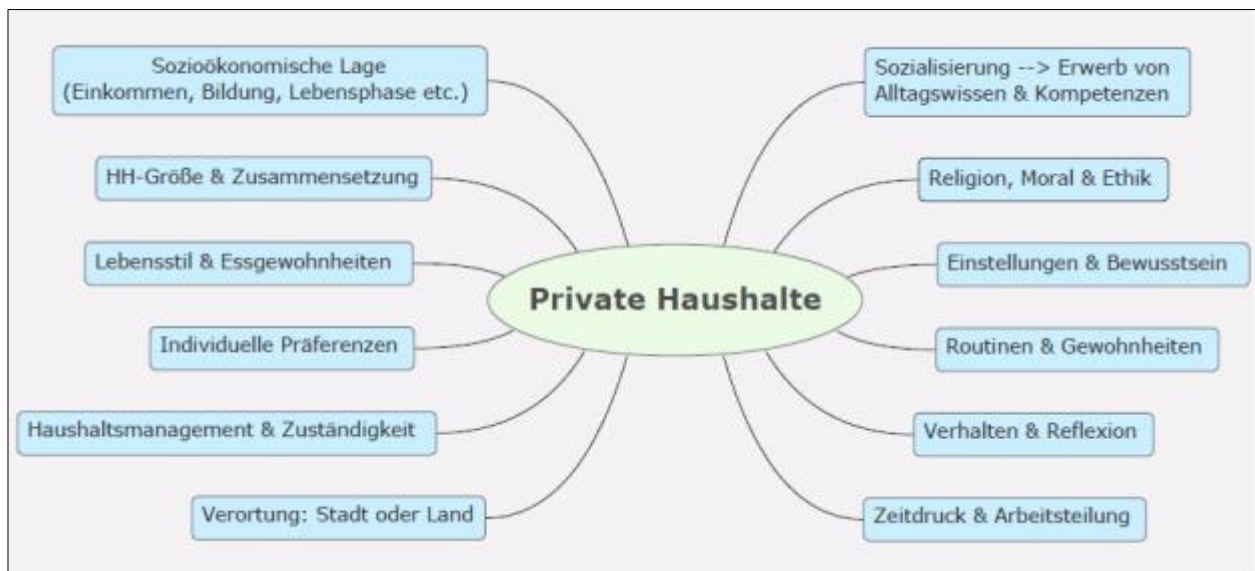 Sozioökonomische Lage
(Einkommen, Bildung, Lebensphase etc.)
HH-Größe & Zusammensetzung
Lebensstil & Essgewohnheiten
Individuelle Präferenzen
Haushaltsmanagement & Zuständigkeit
Verortung: Stadt oder Land
Private Haushalte
Sozialisierung --> Erwerb von
Alltagswissen & Kompetenzen
Religion, Moral & Ethik
Einstellungen & Bewusstsein
Routinen & Gewohnheiten
Verhalten & Reflexion
Zeitdruck & Arbeitsteilung